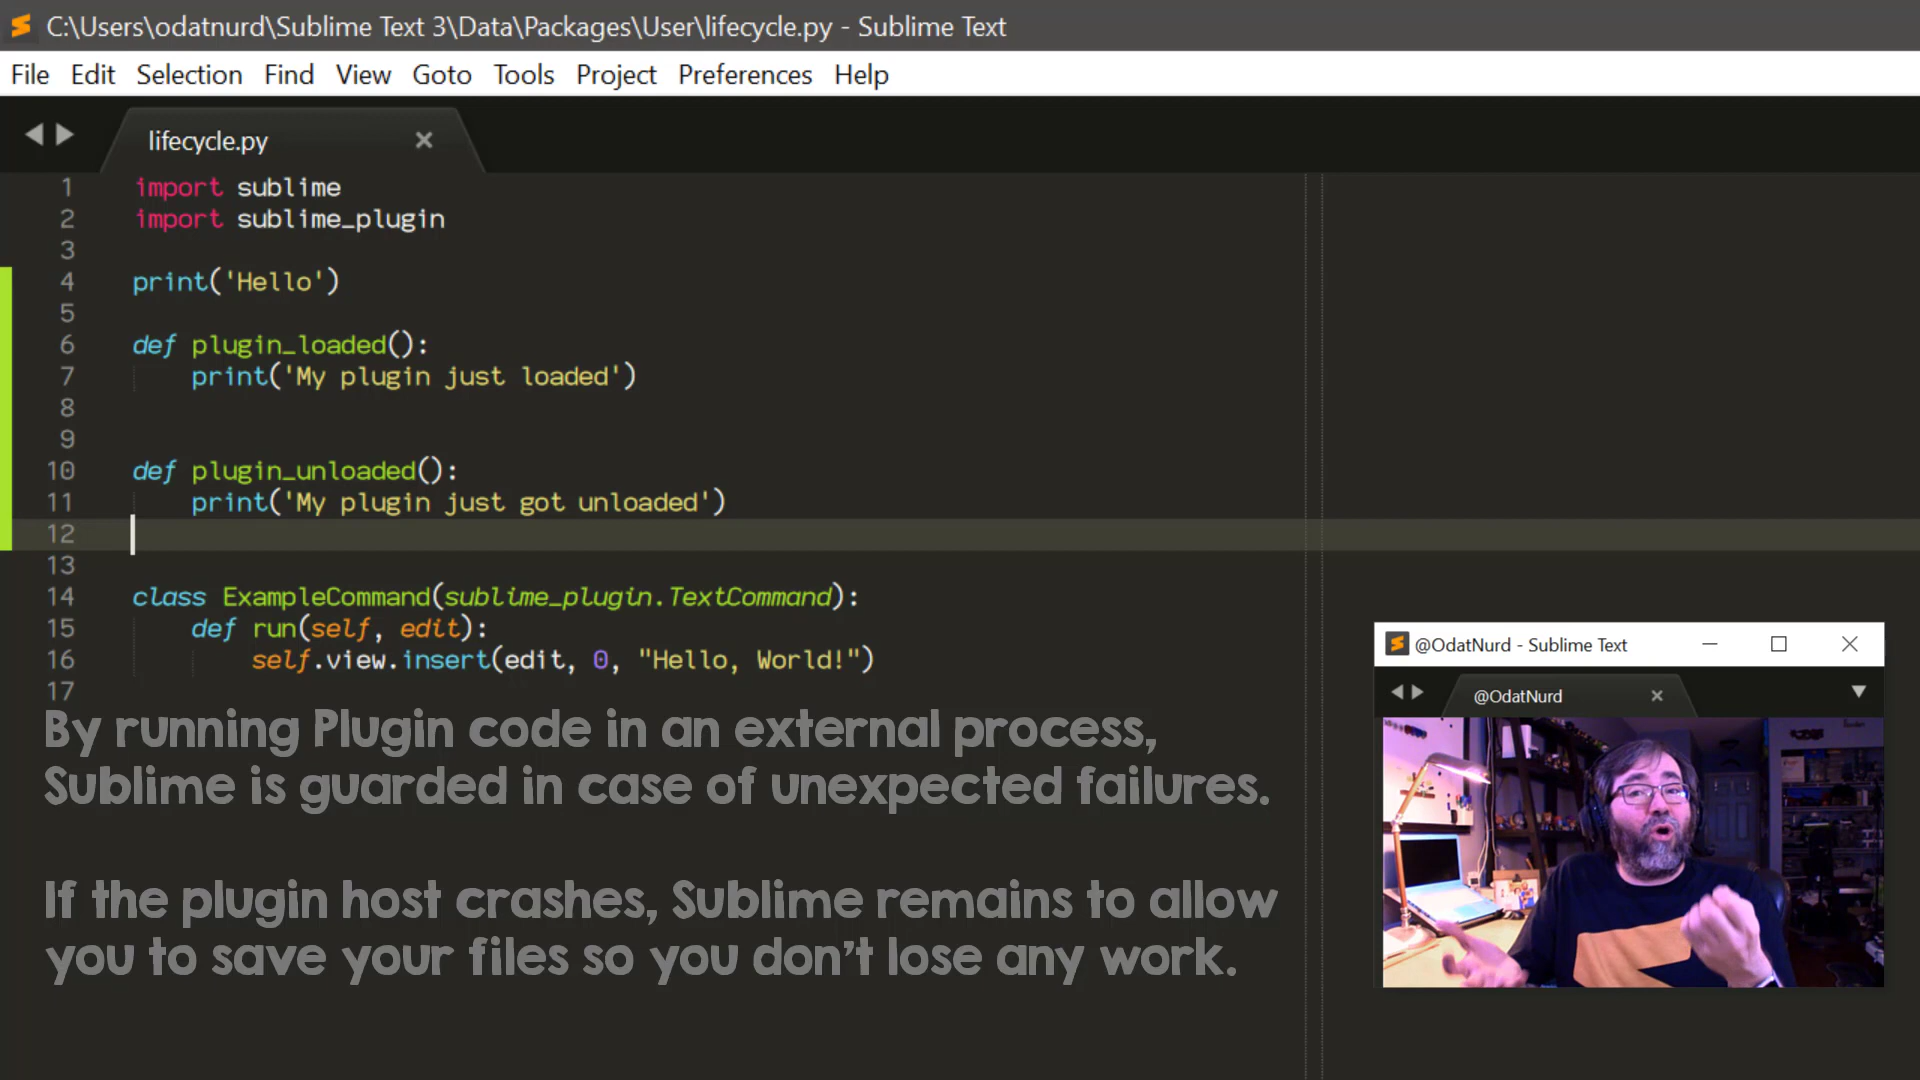 C:\Users\odatnurd\Sublime Text 3\Data\Packages\User\lifecycle.py - Sublime Text
File Edit Selection Find View Goto Tools Project Preferences Help
lifecycle.py
1 import sublime
2 import sublime_plugin
3
4 print('Hello')
5
6 def plugin_loaded():
7 print('My plugin just loaded')
8
9
10 def plugin_unloaded():
11 print('My plugin just got unloaded')
12
13
14 class ExampleCommand(sublime_plugin.TextCommand):
15 def run(self, edit):
16 self.view.insert(edit, 0, "Hello, World!")
17
By running Plugin code in an external process,
Sublime is guarded in case of unexpected failures.
If the plugin host crashes, Sublime remains to allow
you to save your files so you don't lose any work.
@OdatNurd - Sublime Text
@OdatNurd